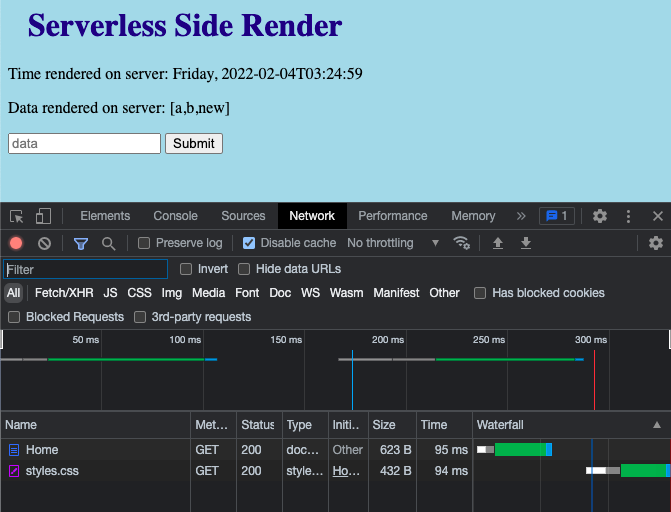 Serverless Side Render
Time rendered on server: Friday, 2022-02-04T03:24:59
Data rendered on server: [a,b,new]
data Submit
Elements Console Sources Network Performance Memory » 1
Preserve log Disable cache No throttling ▼
Filter Invert Hide data URLs
All Fetch/XHR JS CSS Img Media Font Doc WS Wasm Manifest Other Has blocked cookies
Blocked Requests 3rd-party requests
50 ms 100 ms 150 ms 200 ms 250 ms 300 ms
Name Met... Status Type Initi... Size Time Waterfall ▲
Home GET 200 doc... Other 623 B 95 ms
styles.css GET 200 style... Ho... 432 B 94 ms